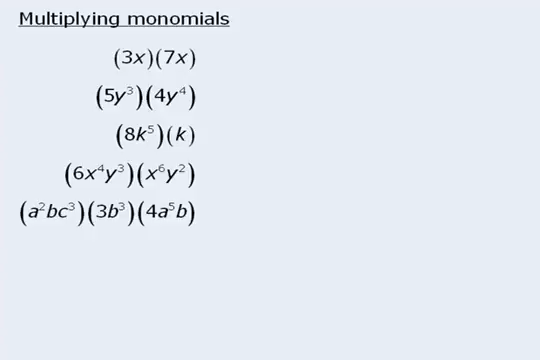 Multiplying monomials
(3x)(7x)
(5y³)(4y⁴)
(8k⁵)(k)
(6x⁴y³)(x⁶y²)
(a²bc³)(3b³)(4a⁵b)